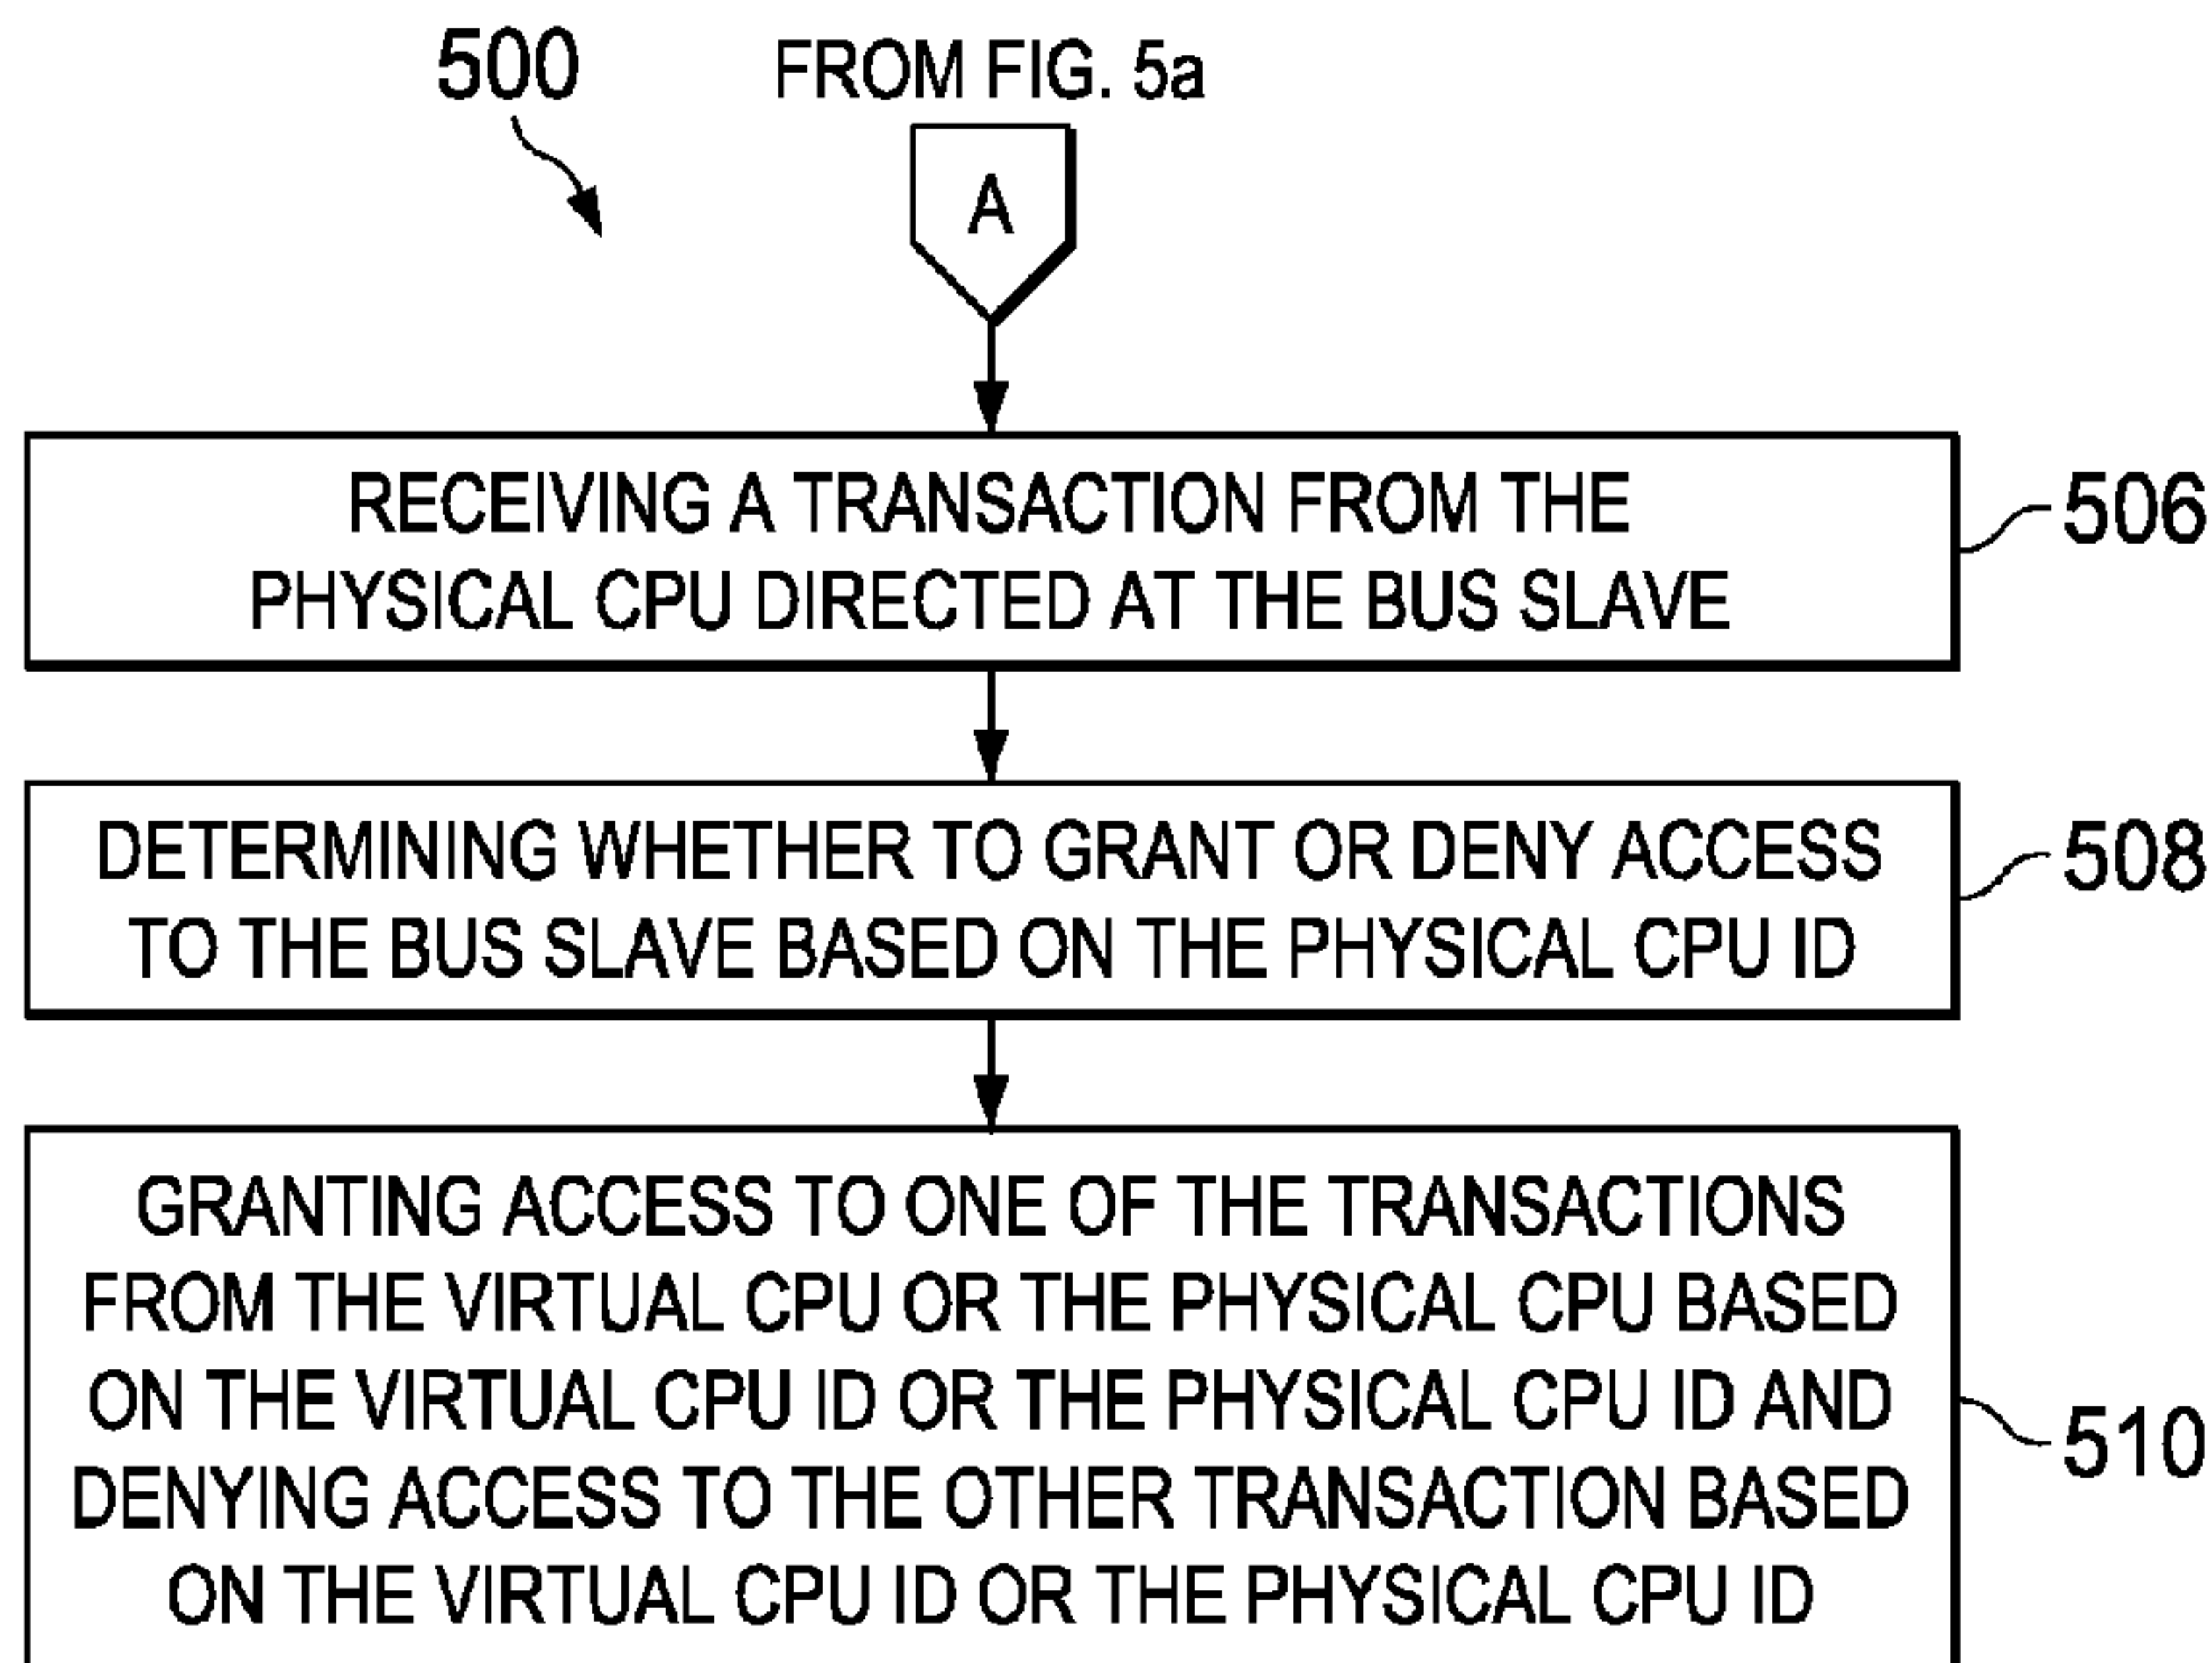 500
FROM FIG. 5a
A
RECEIVING A TRANSACTION FROM THE
PHYSICAL CPU DIRECTED AT THE BUS SLAVE
506
DETERMINING WHETHER TO GRANT OR DENY ACCESS
TO THE BUS SLAVE BASED ON THE PHYSICAL CPU ID
508
GRANTING ACCESS TO ONE OF THE TRANSACTIONS
FROM THE VIRTUAL CPU OR THE PHYSICAL CPU BASED
ON THE VIRTUAL CPU ID OR THE PHYSICAL CPU ID AND
DENYING ACCESS TO THE OTHER TRANSACTION BASED
ON THE VIRTUAL CPU ID OR THE PHYSICAL CPU ID
510